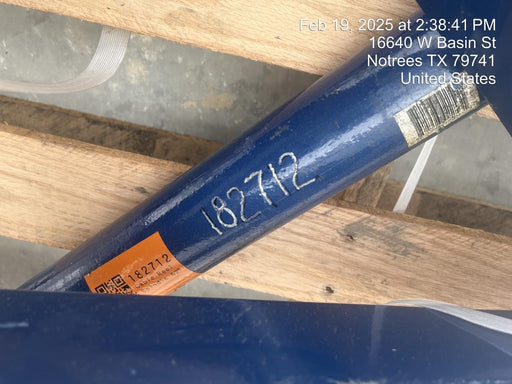 Feb 19, 2025 at 2:38:41 PM
16640 W Basin St
Notrees TX 79741
United States
182712
182712